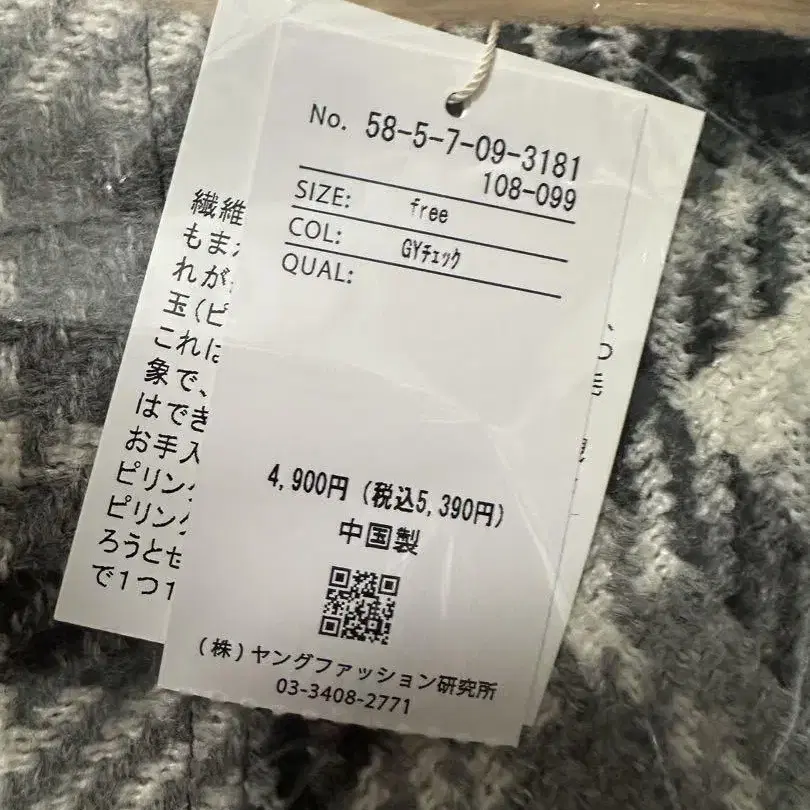 No. 58-5-7-09-3181
108-099
SIZE: free
COL: GYチェック
QUAL:
4,900円 (税込5,390円)
中国製
(株)ヤングファッション研究所
03-3408-2771
繊維
もま
れが
玉(ピ
これに
象で、
はでき
お手入
ピリン
ピリン
ろうとせ
で1つ1